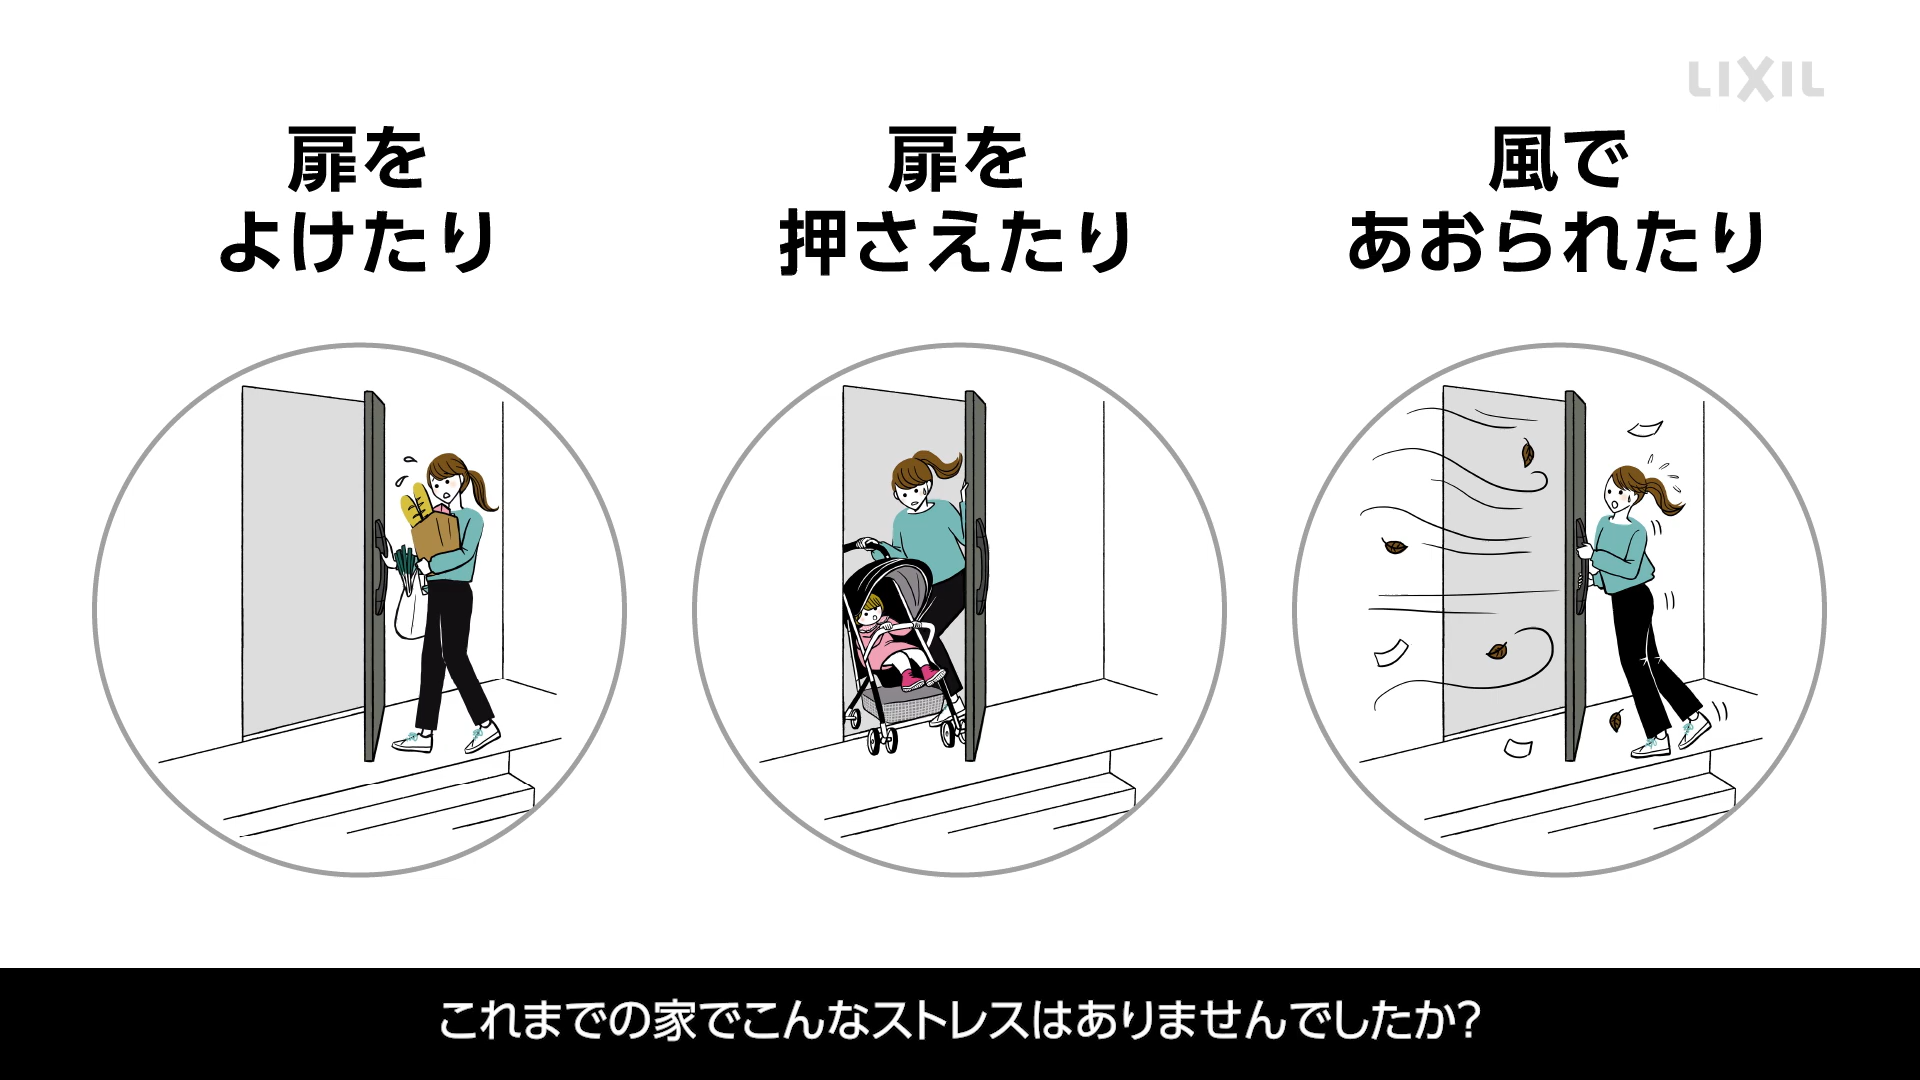 LIXIL
扉を
よけたり
扉を
押さえたり
風で
あおられたり
これまでの家でこんなストレスはありませんでしたか?